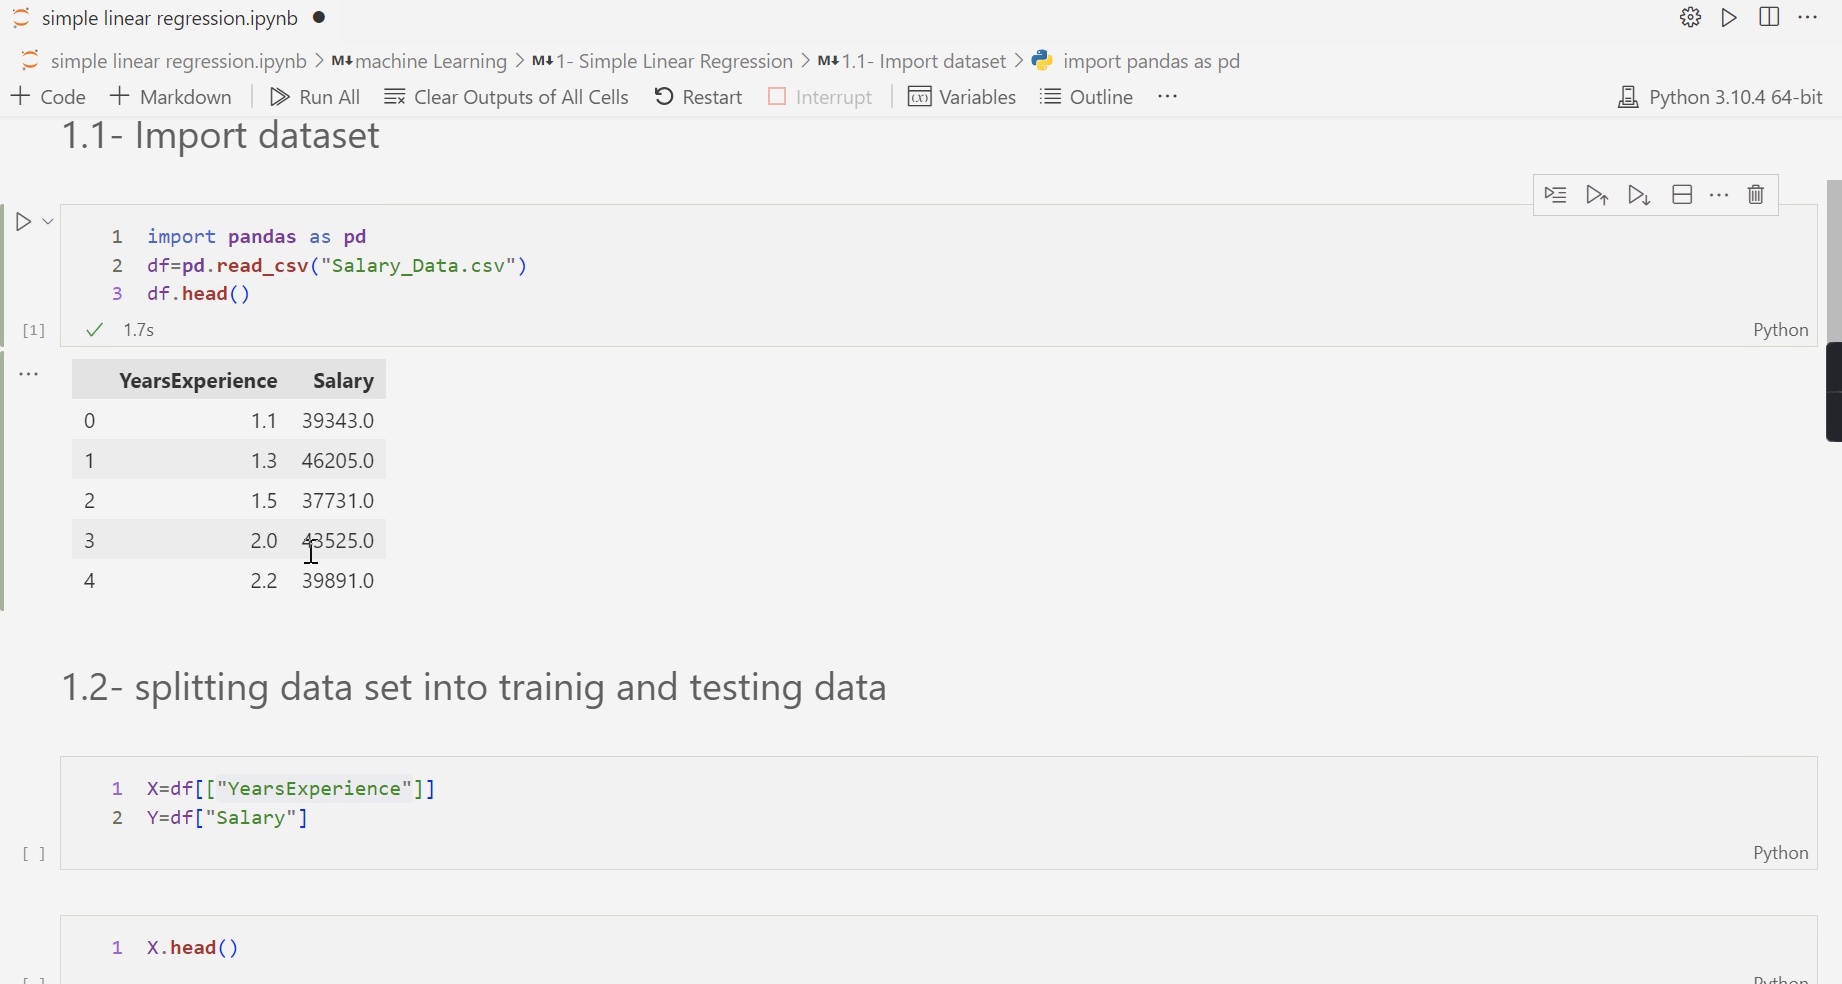 simple linear regression.ipynb ●
simple linear regression.ipynb > M↓ machine Learning > M↓ 1- Simple Linear Regression > M↓ 1.1- Import dataset > import pandas as pd
+ Code + Markdown | Run All Clear Outputs of All Cells Restart Interrupt | Variables Outline ··· Python 3.10.4 64-bit
1.1- Import dataset
1 import pandas as pd
2 df=pd.read_csv("Salary_Data.csv")
3 df.head()
[1] ✓ 1.7s Python
··· YearsExperience Salary
0 1.1 39343.0
1 1.3 46205.0
2 1.5 37731.0
3 2.0 43525.0
4 2.2 39891.0
1.2- splitting data set into trainig and testing data
1 X=df[["YearsExperience"]]
2 Y=df["Salary"]
[ ] Python
1 X.head()
[ ] Python